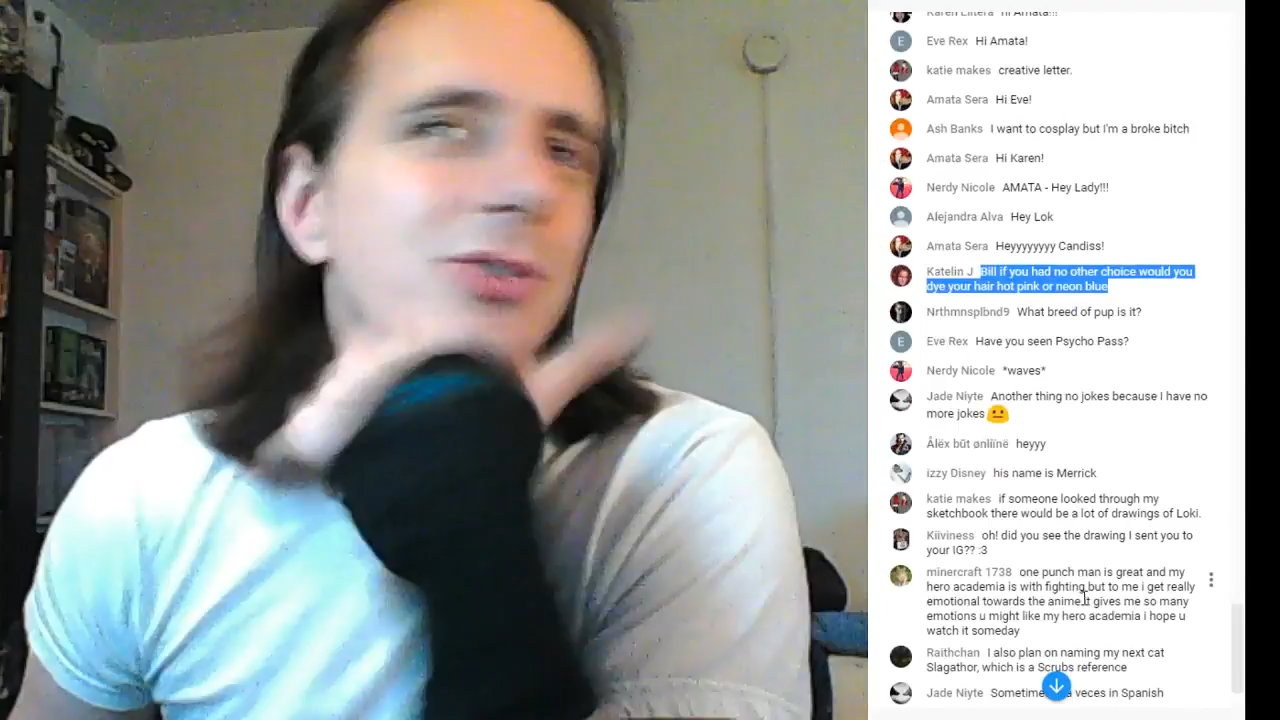 Karen Littera Hi Amata!!!
E Eve Rex Hi Amata!
katie makes creative letter.
Amata Sera Hi Eve!
Ash Banks I want to cosplay but I'm a broke bitch
Amata Sera Hi Karen!
Nerdy Nicole AMATA - Hey Lady!!!
Alejandra Alva Hey Lok
Amata Sera Heyyyyyyyy Candiss!
Katelin J Bill if you had no other choice would you
dye your hair hot pink or neon blue
Nrthmnsplbnd9 What breed of pup is it?
E Eve Rex Have you seen Psycho Pass?
Nerdy Nicole *waves*
Jade Niyte Another thing no jokes because I have no
more jokes
Âlëx būt ønlïinë heyyy
izzy Disney his name is Merrick
katie makes if someone looked through my
sketchbook there would be a lot of drawings of Loki.
Kiiviness oh! did you see the drawing I sent you to
your IG?? :3
minercraft 1738 one punch man is great and my
hero academia is with fighting but to me i get really
emotional towards the anime it gives me so many
emotions u might like my hero academia i hope u
watch it someday
Raithchan I also plan on naming my next cat
Slagathor, which is a Scrubs reference
Jade Niyte veces in Spanish